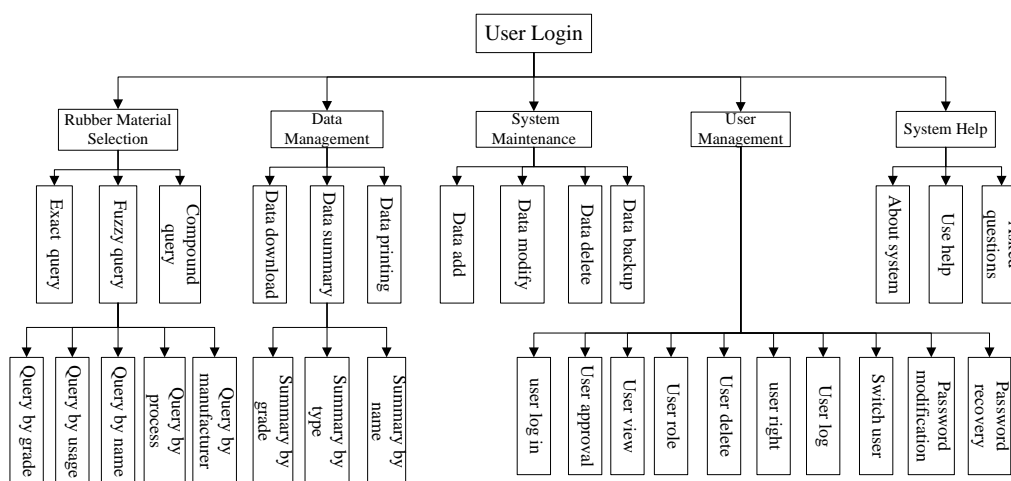 User Login
Rubber Material
Selection
Data
Management
System
Maintenance
User
Management
System Help
Exact query
Fuzzy query
Compound
query
Data download
Data summary
Data printing
Data add
Data modify
Data delete
Data backup
About system
Use help
Asked
questions
Query by grade
Query by usage
Query by name
Query by
process
Query by
manufacturer
Summary by
grade
Summary by
type
Summary by
name
user log in
User approval
User view
User role
User delete
user right
User log
Switch user
Password
modification
Password
recovery